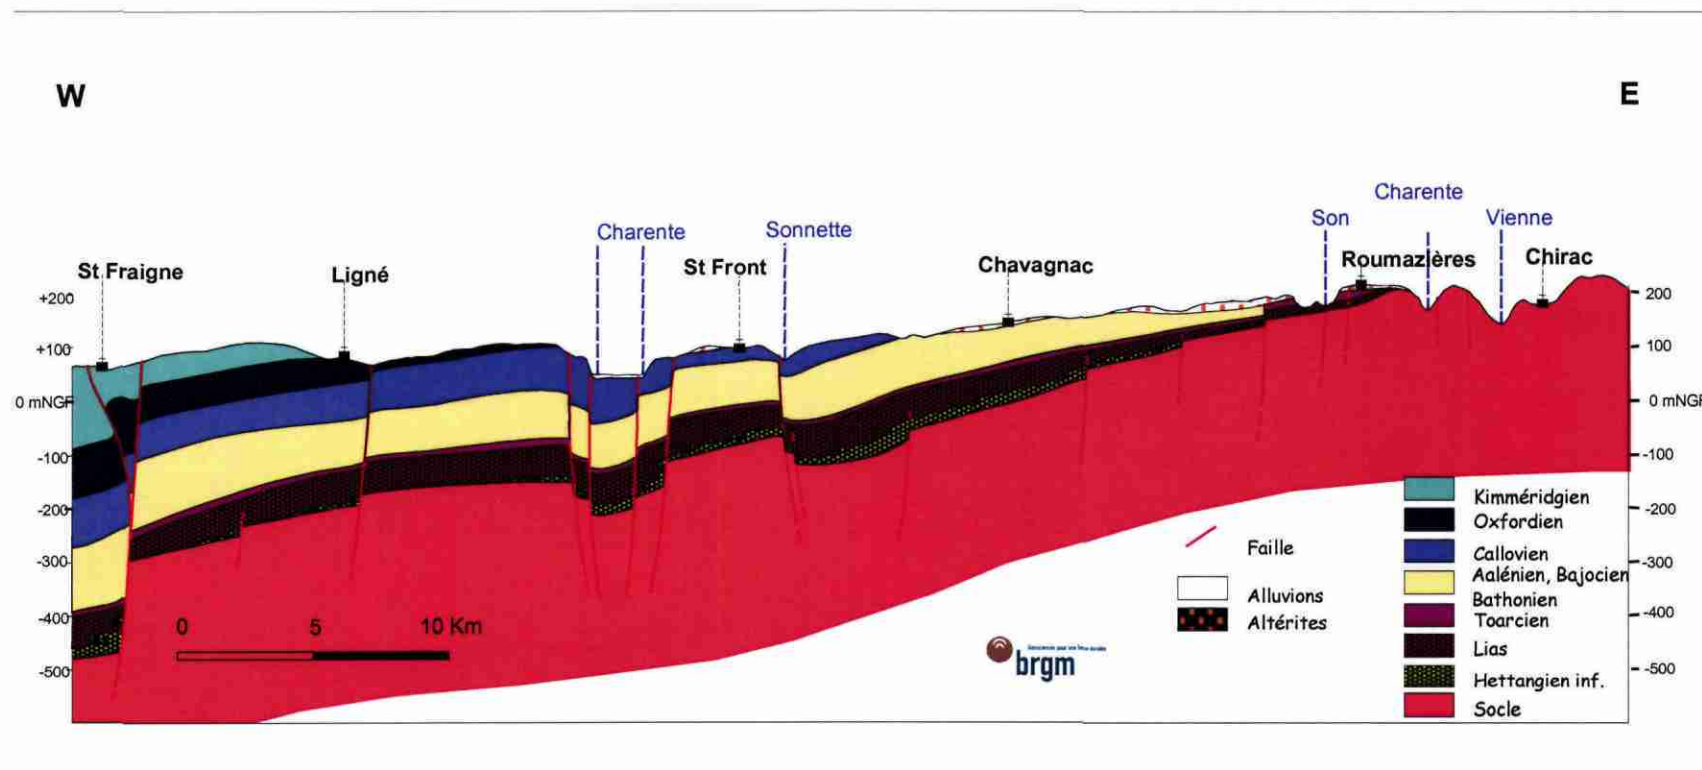 W
E
Charente
Charente
Sonnette
Son
Vienne
St Fraigne
Ligné
St Front
Chavagnac
Roumazières
Chirac
+200
+100
0 mNGF
-100
-200
-300
-400
-500
200
100
0 mNGF
-100
-200
-300
-400
-500
0 5 10 Km
Faille
Alluvions
Altérites
brgm
Kimméridgien
Oxfordien
Callovien
Aalénien, Bajocien
Bathonien
Toarcien
Lias
Hettangien inf.
Socle